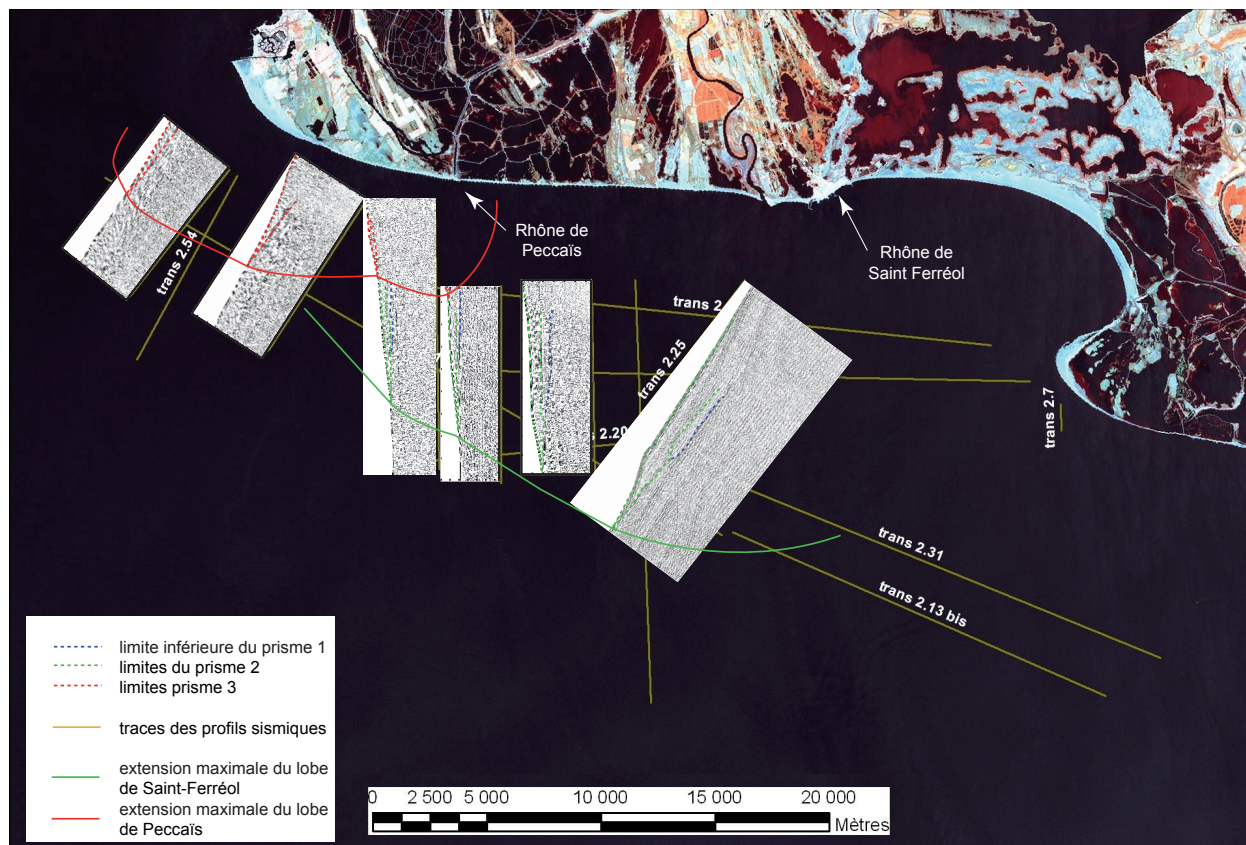 Rhône de
Peccaïs
Rhône de
Saint Ferréol
trans 2.54
trans 2
trans 2.25
trans 2.7
2.20
trans 2.31
trans 2.13 bis
limite inférieure du prisme 1
limites du prisme 2
limites prisme 3
traces des profils sismiques
extension maximale du lobe
de Saint-Ferréol
extension maximale du lobe
de Peccaïs
0 2 500 5 000 10 000 15 000 20 000
Mètres